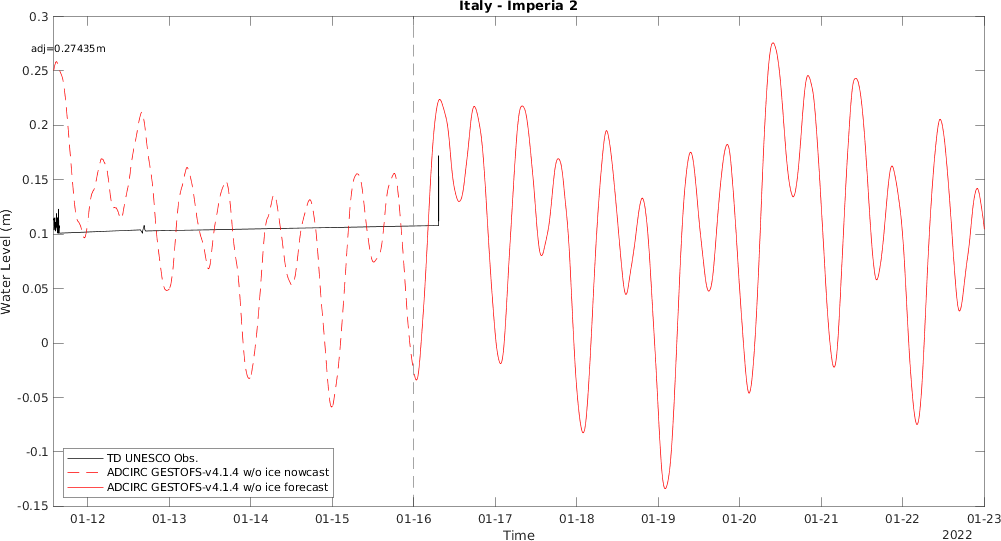 Italy - Imperia 2
adj=0.27435m
0.3
0.25
0.2
0.15
0.1
0.05
0
-0.05
-0.1
-0.15
Water Level (m)
TD UNESCO Obs.
ADCIRC GESTOFS-v4.1.4 w/o ice nowcast
ADCIRC GESTOFS-v4.1.4 w/o ice forecast
01-12 01-13 01-14 01-15 01-16 01-17 01-18 01-19 01-20 01-21 01-22 01-23
Time
2022